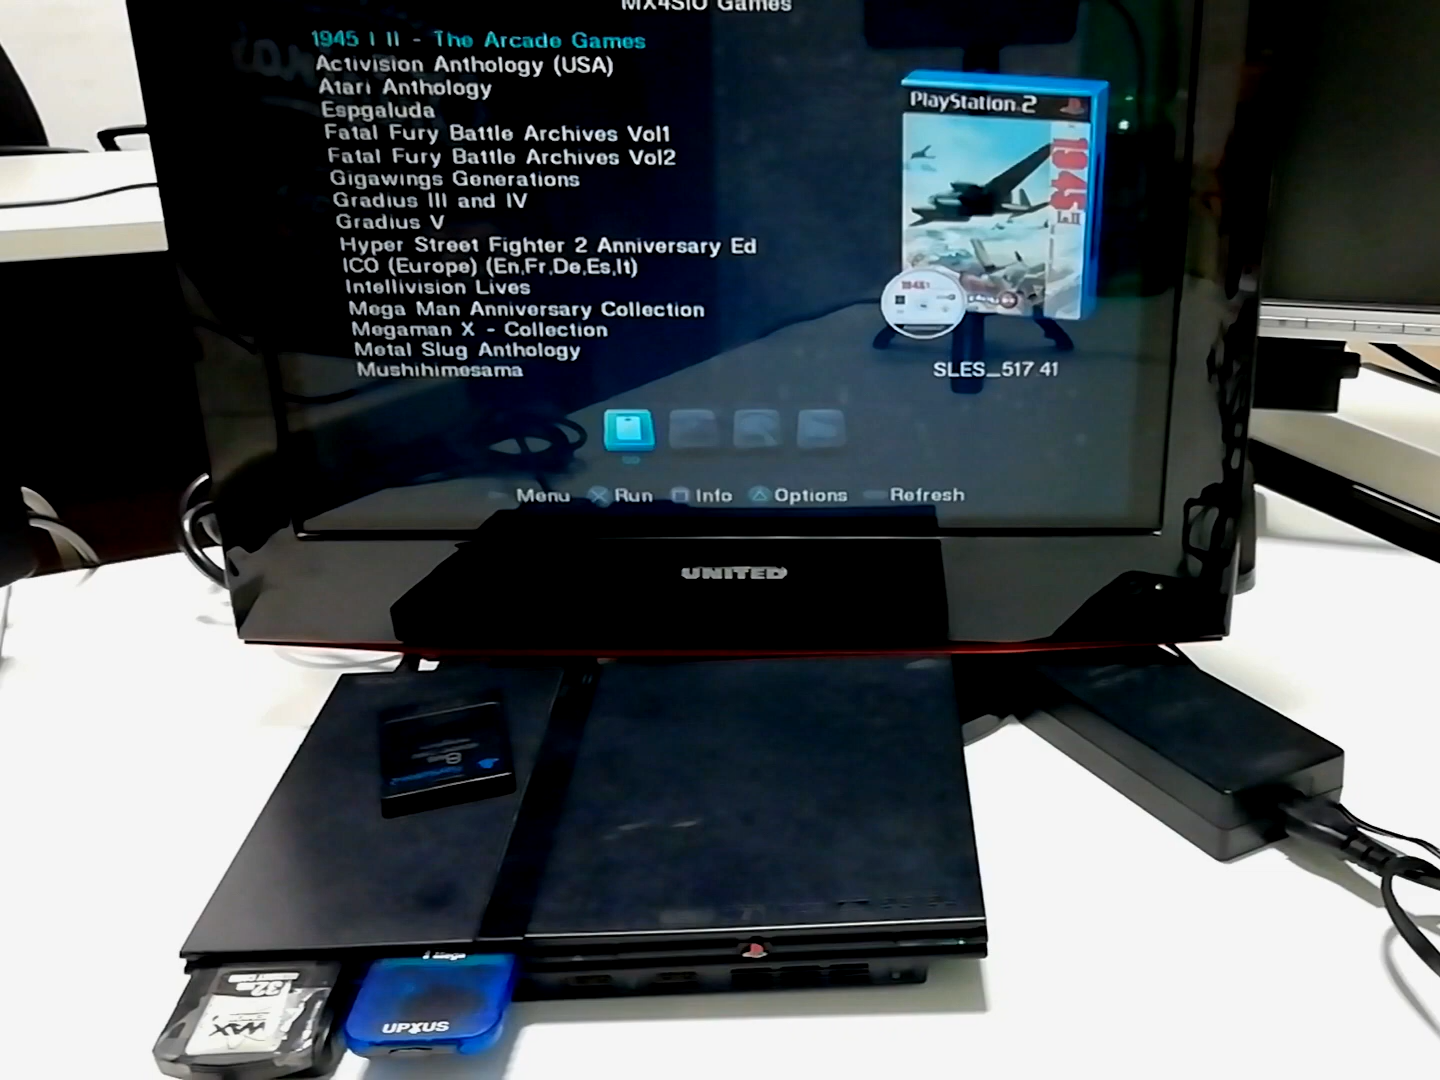 MX4SIO Games
1945 I II - The Arcade Games
Activision Anthology (USA)
Atari Anthology
Espgaluda
Fatal Fury Battle Archives Vol1
Fatal Fury Battle Archives Vol2
Gigawings Generations
Gradius III and IV
Gradius V
Hyper Street Fighter 2 Anniversary Ed
ICO (Europe) (En,Fr,De,Es,It)
Intellivision Lives
Mega Man Anniversary Collection
Megaman X - Collection
Metal Slug Anthology
Mushihimesama
PlayStation 2
1945
I & II
SLES_517 41
Menu Run Info Options Refresh
UNITED
32
MAX
UPXUS